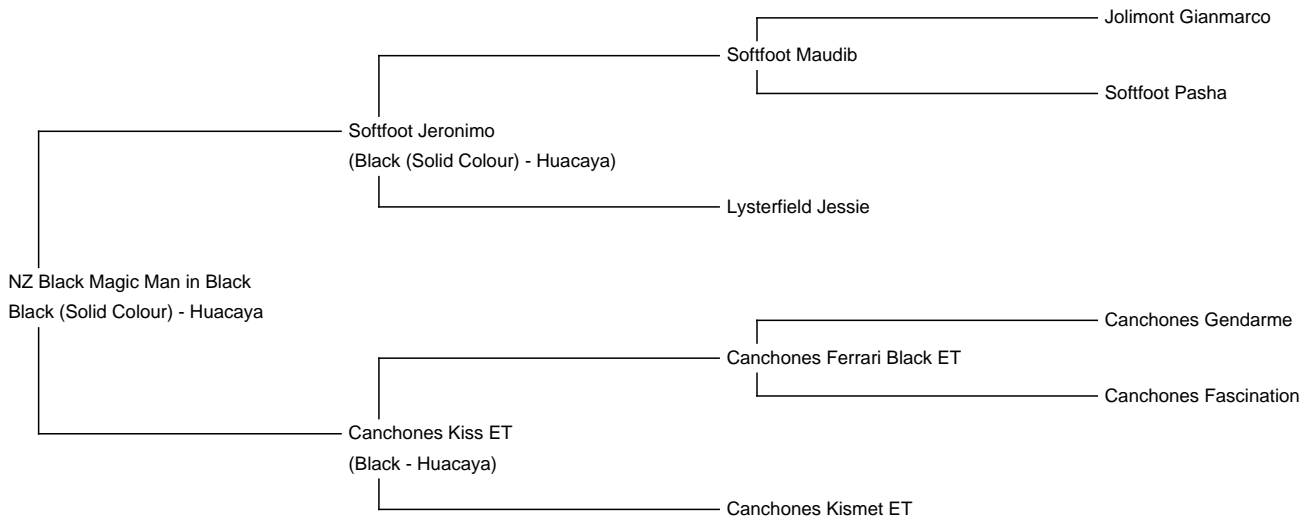 Jolimont Gianmarco
Softfoot Maudib
Softfoot Pasha
Softfoot Jeronimo
(Black (Solid Colour) - Huacaya)
Lysterfield Jessie
NZ Black Magic Man in Black
Black (Solid Colour) - Huacaya
Canchones Gendarme
Canchones Ferrari Black ET
Canchones Fascination
Canchones Kiss ET
(Black - Huacaya)
Canchones Kismet ET